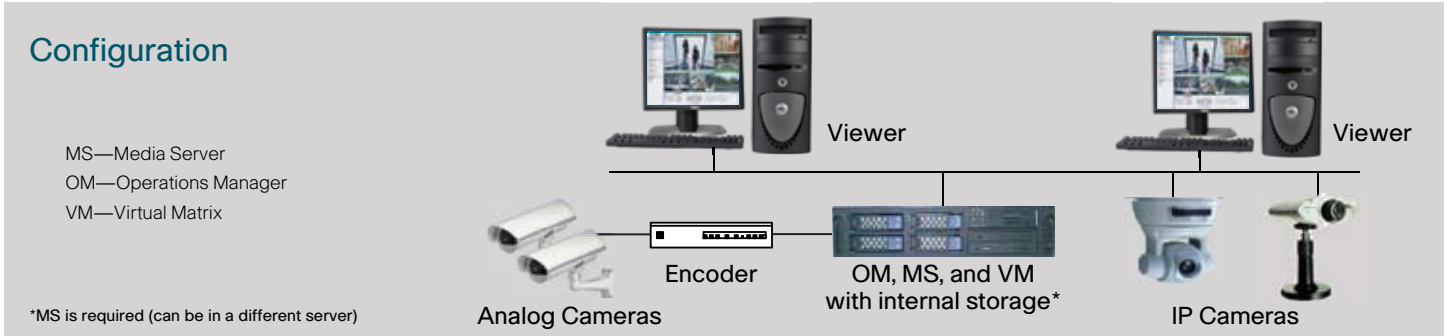 Configuration
MS—Media Server
OM—Operations Manager
VM—Virtual Matrix
*MS is required (can be in a different server)
Viewer
Viewer
Analog Cameras
Encoder
OM, MS, and VM
with internal storage*
IP Cameras